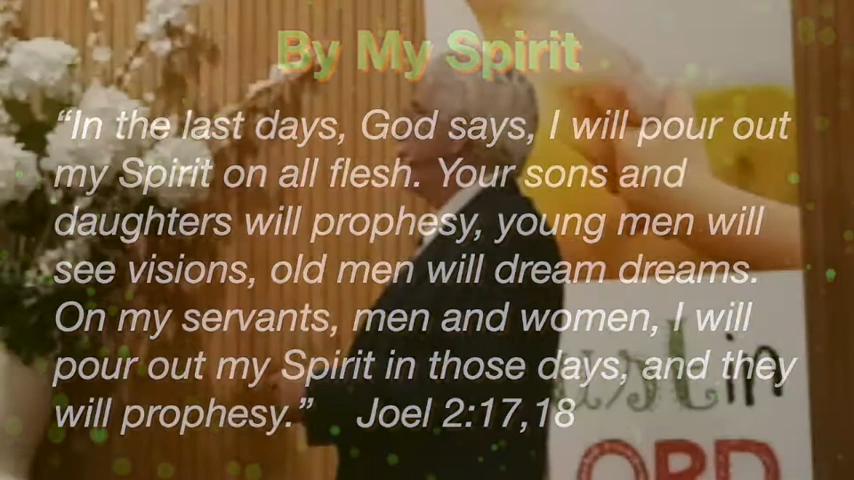 By My Spirit
“In the last days, God says, I will pour out
my Spirit on all flesh. Your sons and
daughters will prophesy, young men will
see visions, old men will dream dreams.
On my servants, men and women, I will
pour out my Spirit in those days, and they
will prophesy.” Joel 2:17,18
in